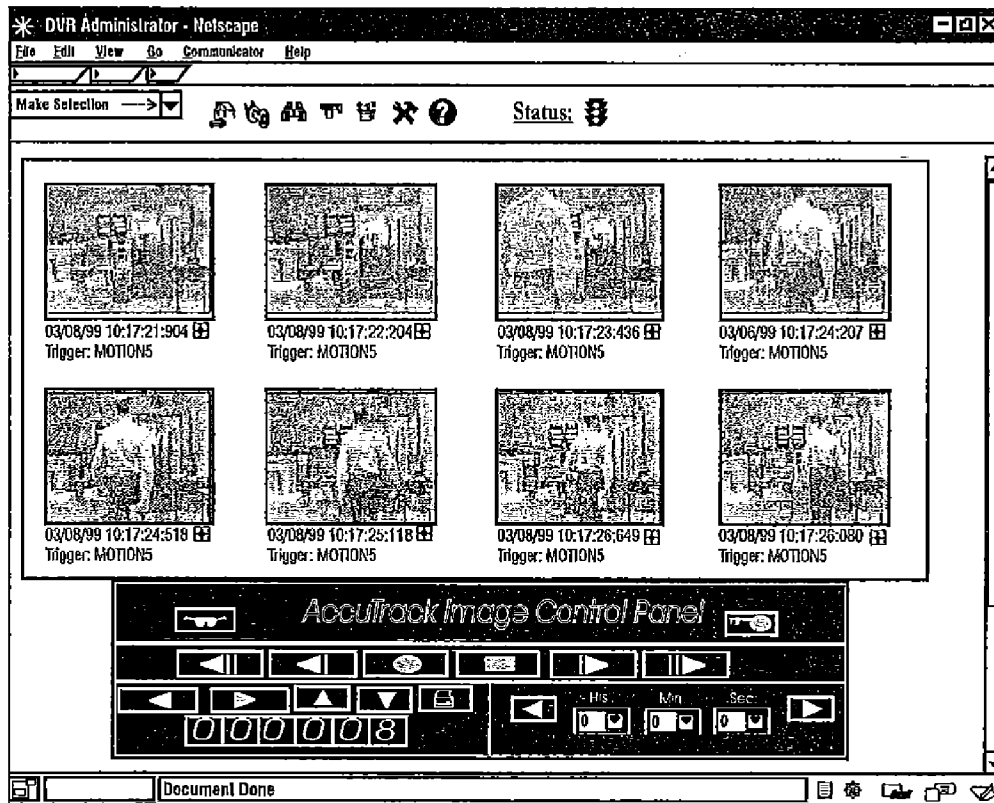 DVR Administrator - Netscape
File Edit View Go Communicator Help
Make Selection ---->
Status:
03/08/99 10:17:21:904 03/08/99 10:17:22:204 03/08/99 10:17:23:436 03/06/99 10:17:24:207
Trigger: MOTION5 Trigger: MOTION5 Trigger: MOTION5 Trigger: MOTION5
03/08/99 10:17:24:518 03/08/99 10:17:25:118 03/08/99 10:17:26:649 03/08/99 10:17:26:080
Trigger: MOTION5 Trigger: MOTION5 Trigger: MOTION5 Trigger: MOTION5
AccuTrack Image Control Panel
Hrs. Min. Sec.
000008 0 0 0
Document Done